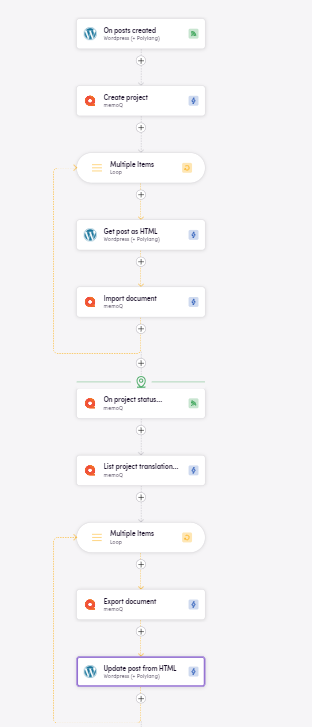 On posts created
Wordpress (+ Polylang)
Create project
memoQ
Multiple Items
Loop
Get post as HTML
Wordpress (+ Polylang)
Import document
memoQ
On project status...
memoQ
List project translation...
memoQ
Multiple Items
Loop
Export document
memoQ
Update post from HTML
Wordpress (+ Polylang)